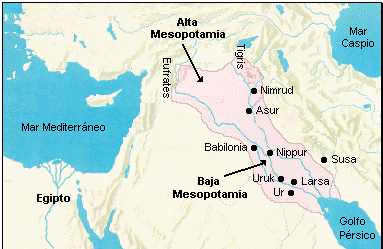 Alta
Mesopotamia
Mar
Caspio
Eufrates
Tigris
Nimrud
Asur
Mar Mediterráneo
Babilonia
Nippur
Susa
Baja
Mesopotamia
Uruk
Larsa
Ur
Egipto
Golfo
Pérsico